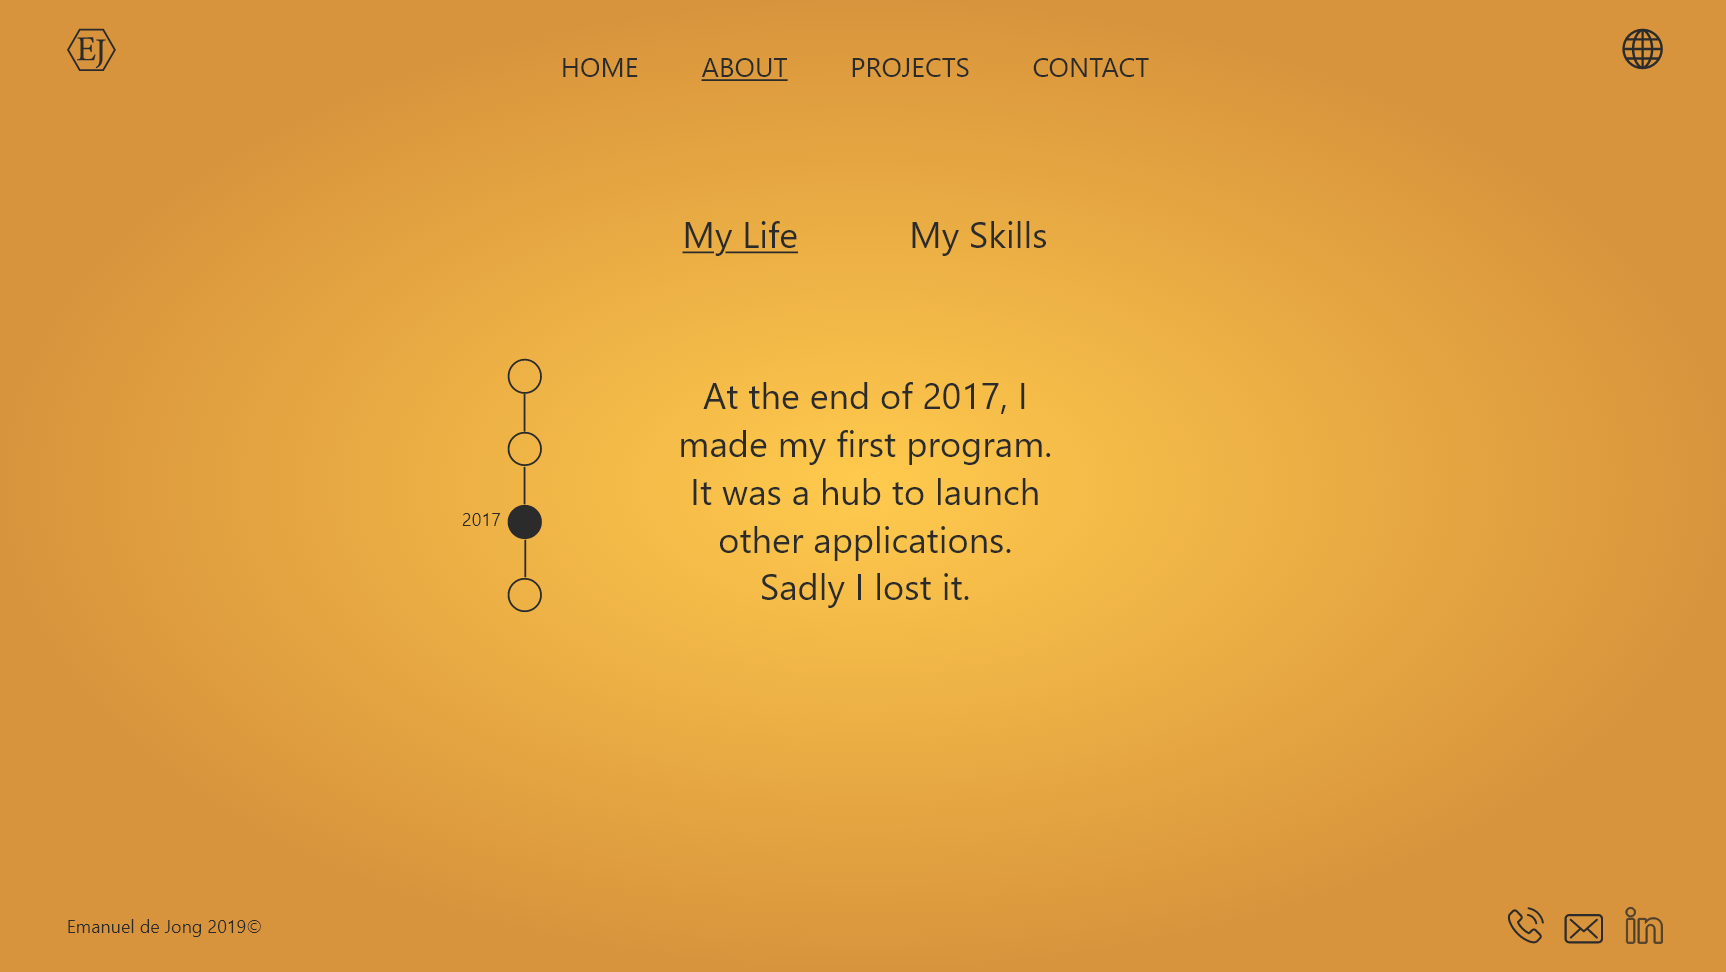 EJ
HOME ABOUT PROJECTS CONTACT
My Life My Skills
At the end of 2017, I
made my first program.
It was a hub to launch
other applications.
Sadly I lost it.
2017
Emanuel de Jong 2019©
in